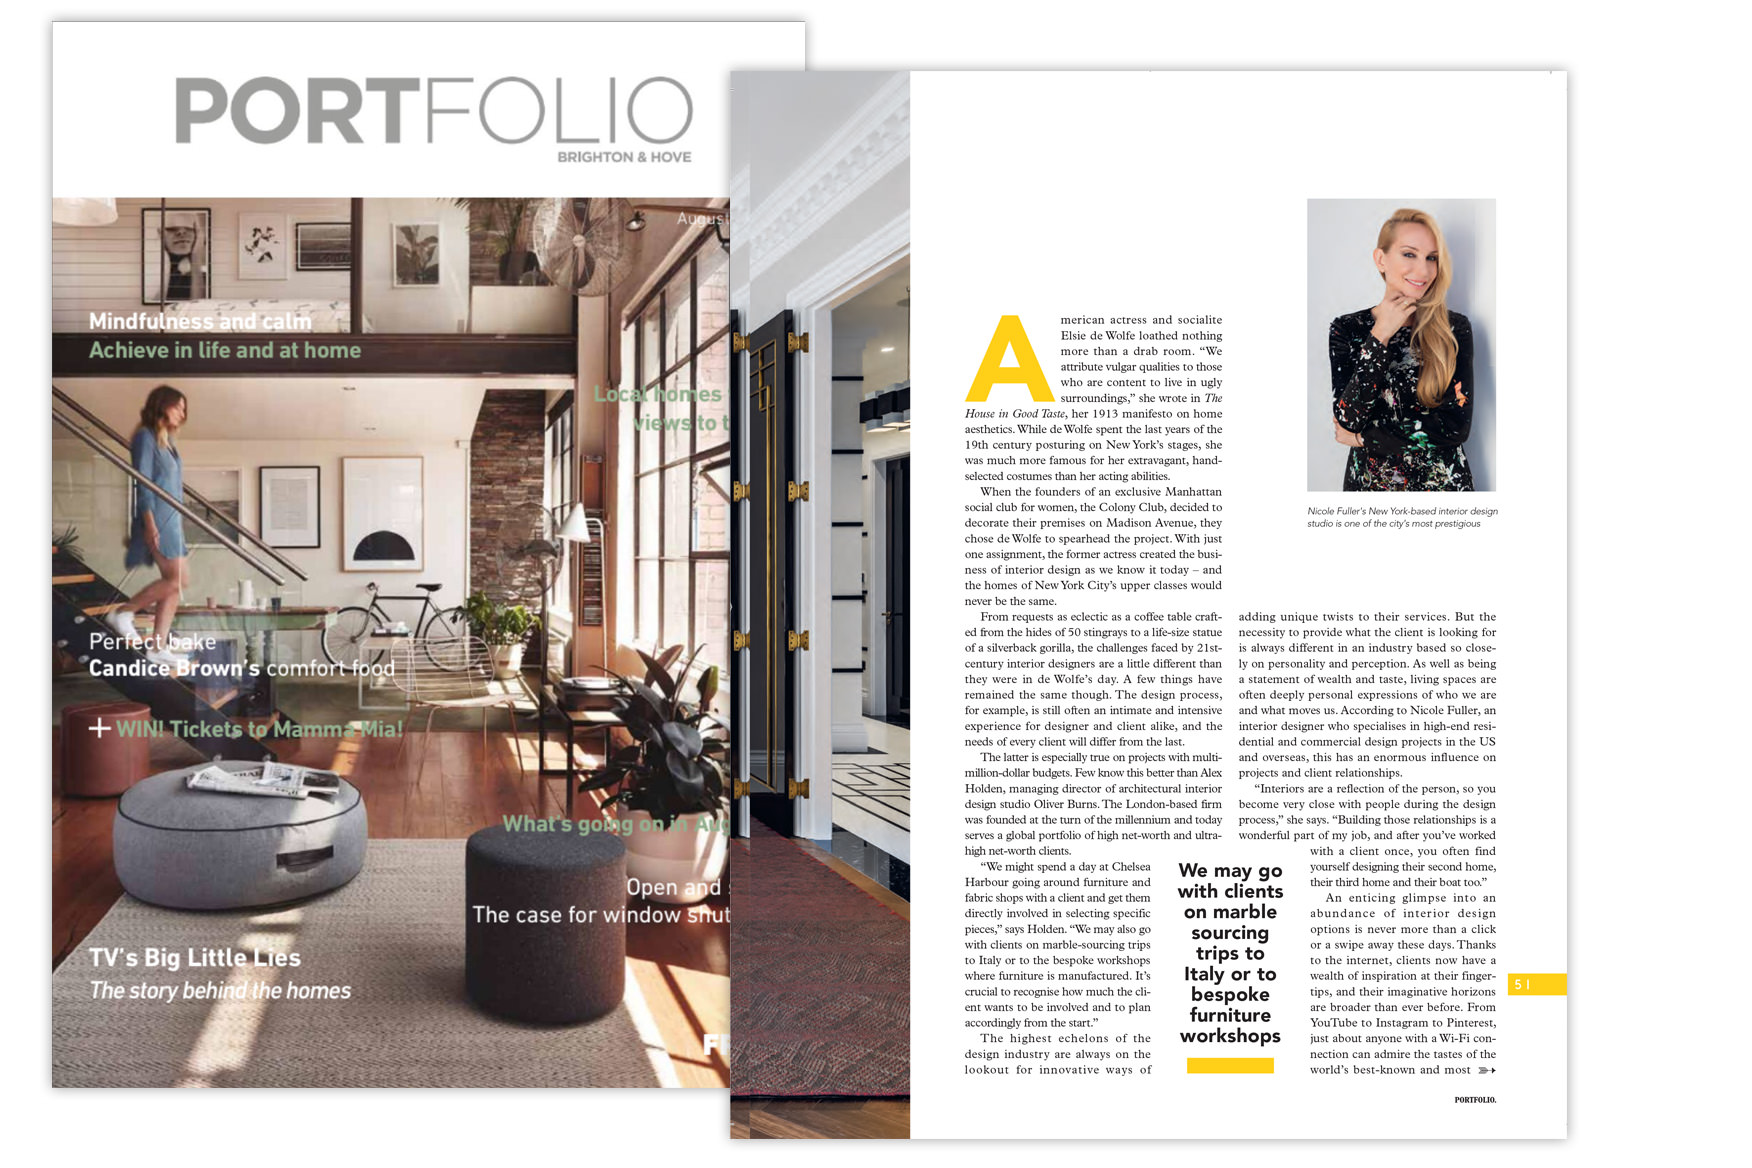 PORTFOLIO
BRIGHTON & HOVE
August
Mindfulness and calm
Achieve in life and at home
Local homes
views to t
Perfect bake
Candice Brown's comfort food
+ WIN! Tickets to Mamma Mia!
What's going on in Aug
Open and
The case for window shut
TV's Big Little Lies
The story behind the homes
American actress and socialite
Elsie de Wolfe loathed nothing
more than a drab room. “We
attribute vulgar qualities to those
who are content to live in ugly
surroundings,” she wrote in The
House in Good Taste, her 1913 manifesto on home
aesthetics. While de Wolfe spent the last years of the
19th century posturing on New York’s stages, she
was much more famous for her extravagant, hand-
selected costumes than her acting abilities.
When the founders of an exclusive Manhattan
social club for women, the Colony Club, decided to
decorate their premises on Madison Avenue, they
chose de Wolfe to spearhead the project. With just
one assignment, the former actress created the busi-
ness of interior design as we know it today – and
the homes of New York City’s upper classes would
never be the same.
From requests as eclectic as a coffee table craft-
ed from the hides of 50 stingrays to a life-size statue
of a silverback gorilla, the challenges faced by 21st-
century interior designers are a little different than
they were in de Wolfe’s day. A few things have
remained the same though. The design process,
for example, is still often an intimate and intensive
experience for designer and client alike, and the
needs of every client will differ from the last.
The latter is especially true on projects with multi-
million-dollar budgets. Few know this better than Alex
Holden, managing director of architectural interior
design studio Oliver Burns. The London-based firm
was founded at the turn of the millennium and today
serves a global portfolio of high net-worth and ultra-
high net-worth clients.
“We might spend a day at Chelsea
Harbour going around furniture and
fabric shops with a client and get them
directly involved in selecting specific
pieces,” says Holden. “We may also go
with clients on marble-sourcing trips
to Italy or to the bespoke workshops
where furniture is manufactured. It’s
crucial to recognise how much the cli-
ent wants to be involved and to plan
accordingly from the start.”
The highest echelons of the
design industry are always on the
lookout for innovative ways of
We may go
with clients
on marble
sourcing
trips to
Italy or to
bespoke
furniture
workshops
Nicole Fuller's New York-based interior design
studio is one of the city's most prestigious
adding unique twists to their services. But the
necessity to provide what the client is looking for
is always different in an industry based so close-
ly on personality and perception. As well as being
a statement of wealth and taste, living spaces are
often deeply personal expressions of who we are
and what moves us. According to Nicole Fuller, an
interior designer who specialises in high-end resi-
dential and commercial design projects in the US
and overseas, this has an enormous influence on
projects and client relationships.
“Interiors are a reflection of the person, so you
become very close with people during the design
process,” she says. “Building those relationships is a
wonderful part of my job, and after you’ve worked
with a client once, you often find
yourself designing their second home,
their third home and their boat too.”
An enticing glimpse into an
abundance of interior design
options is never more than a click
or a swipe away these days. Thanks
to the internet, clients now have a
wealth of inspiration at their finger-
tips, and their imaginative horizons
are broader than ever before. From
YouTube to Instagram to Pinterest,
just about anyone with a Wi-Fi con-
nection can admire the tastes of the
world’s best-known and most
51
PORTFOLIO.